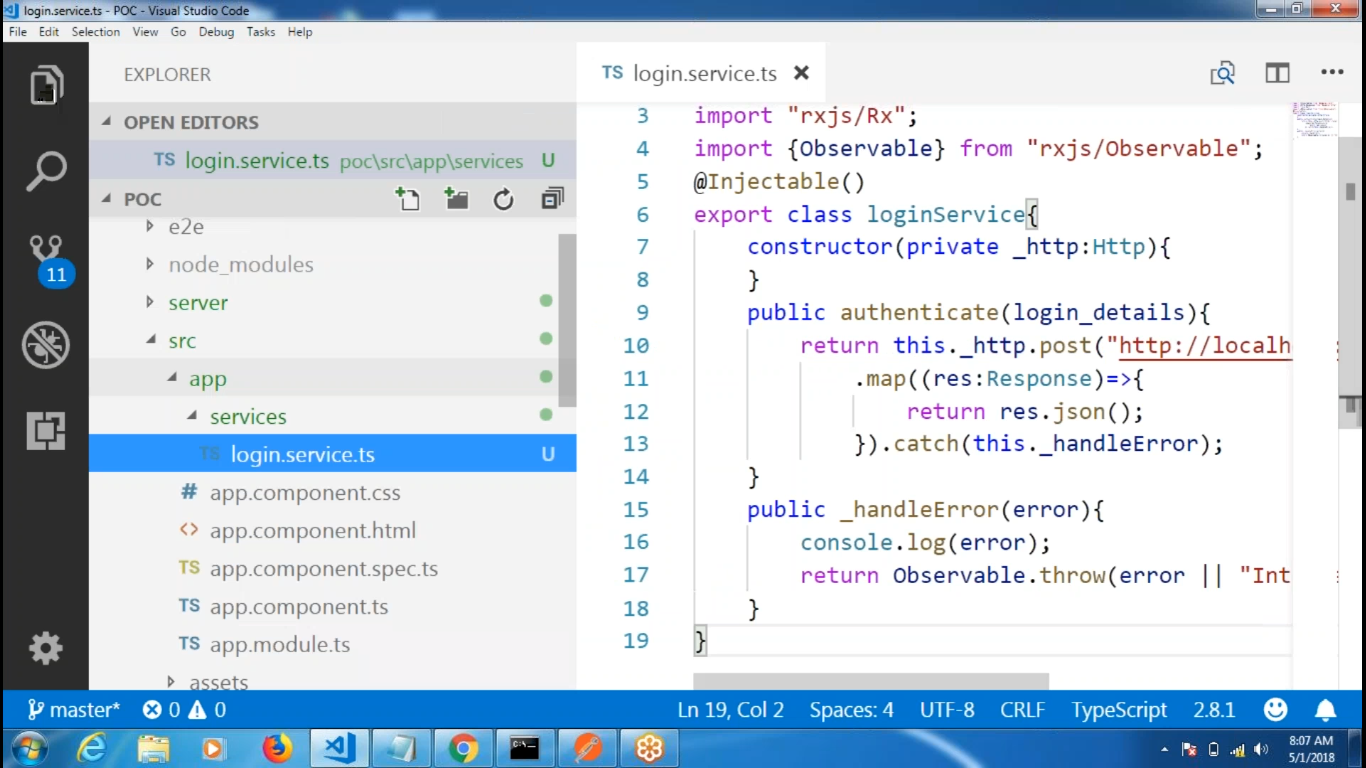 login.service.ts - POC - Visual Studio Code
File Edit Selection View Go Debug Tasks Help
EXPLORER
OPEN EDITORS
TS login.service.ts poc\src\app\services U
POC
e2e
node_modules
server
src
app
services
TS login.service.ts U
# app.component.css
<> app.component.html
TS app.component.spec.ts
TS app.component.ts
TS app.module.ts
assets
11
TS login.service.ts
3 import "rxjs/Rx";
4 import {Observable} from "rxjs/Observable";
5 @Injectable()
6 export class loginService{
7 constructor(private _http:Http){
8 }
9 public authenticate(login_details){
10 return this._http.post("http://localh
11 .map((res:Response)=>{
12 return res.json();
13 }).catch(this._handleError);
14 }
15 public _handleError(error){
16 console.log(error);
17 return Observable.throw(error || "Int
18 }
19 }
master* 0 0 Ln 19, Col 2 Spaces: 4 UTF-8 CRLF TypeScript 2.8.1
8:07 AM
5/1/2018